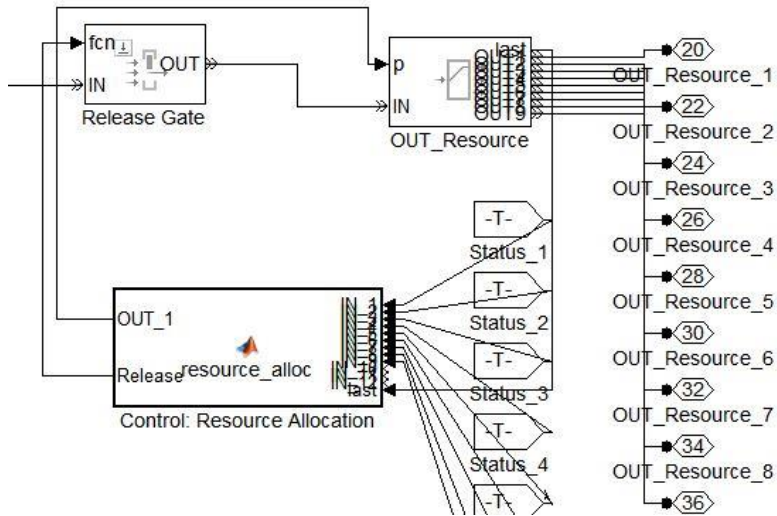 fcn
OUT
IN
Release Gate
p
IN
last
OUT9
OUT_Resource
20
OUT_Resource_1
22
OUT_Resource_2
24
OUT_Resource_3
26
OUT_Resource_4
28
OUT_Resource_5
30
OUT_Resource_6
32
OUT_Resource_7
34
OUT_Resource_8
36
-T-
Status_1
-T-
Status_2
-T-
Status_3
-T-
Status_4
-T-
OUT_1
Release
resource_alloc
last
Control: Resource Allocation